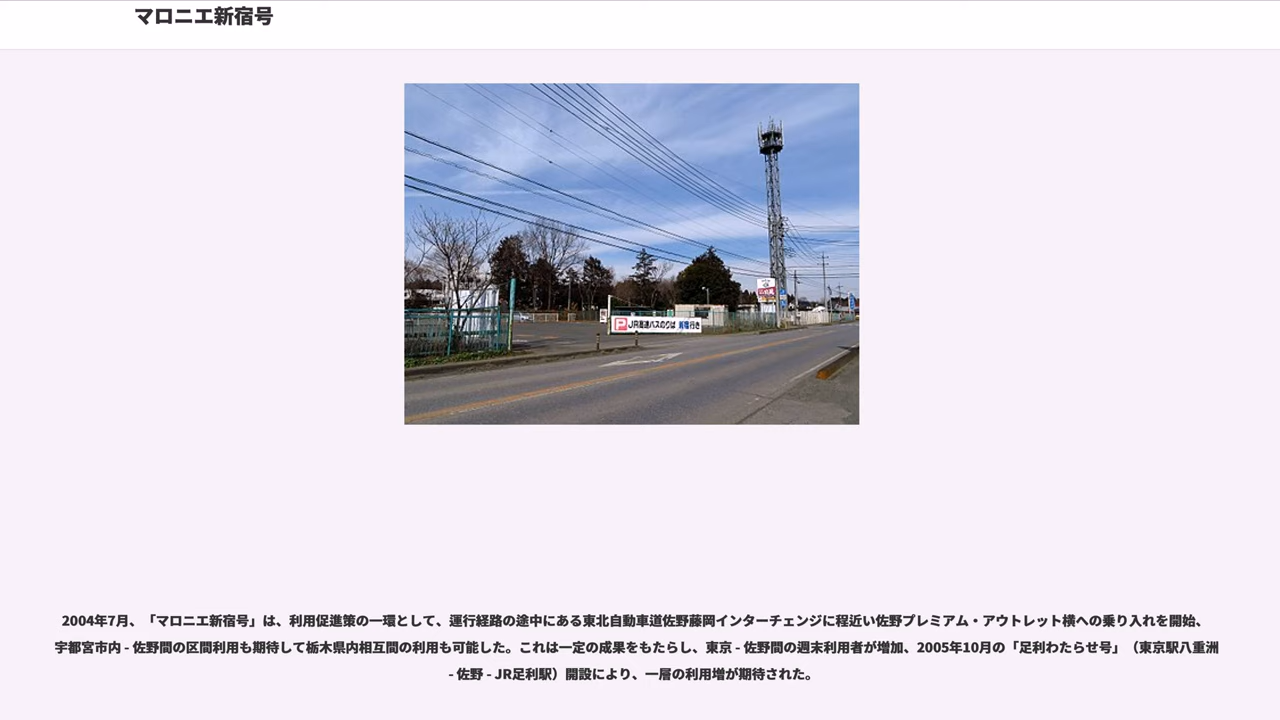 マロニエ新宿号
P JR高速バスのりば 新宿行き
2004年7月、「マロニエ新宿号」は、利用促進策の一環として、運行経路の途中にある東北自動車道佐野藤岡インターチェンジに程近い佐野プレミアム・アウトレット横への乗り入れを開始、
宇都宮市内 - 佐野間の区間利用も期待して栃木県内相互間の利用も可能した。これは一定の成果をもたらし、東京 - 佐野間の週末利用者が増加、2005年10月の「足利わたらせ号」（東京駅八重洲
- 佐野 - JR足利駅）開設により、一層の利用増が期待された。